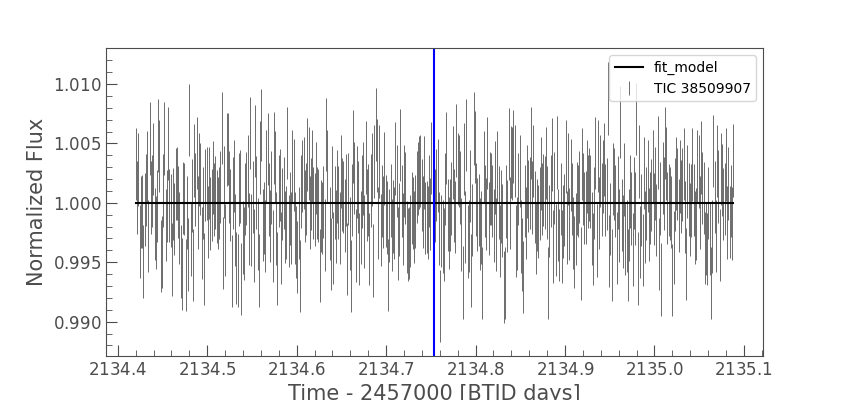 fit_model
TIC 38509907
Normalized Flux
1.010
1.005
1.000
0.995
0.990
2134.4 2134.5 2134.6 2134.7 2134.8 2134.9 2135.0 2135.1
Time - 2457000 [BTJD days]